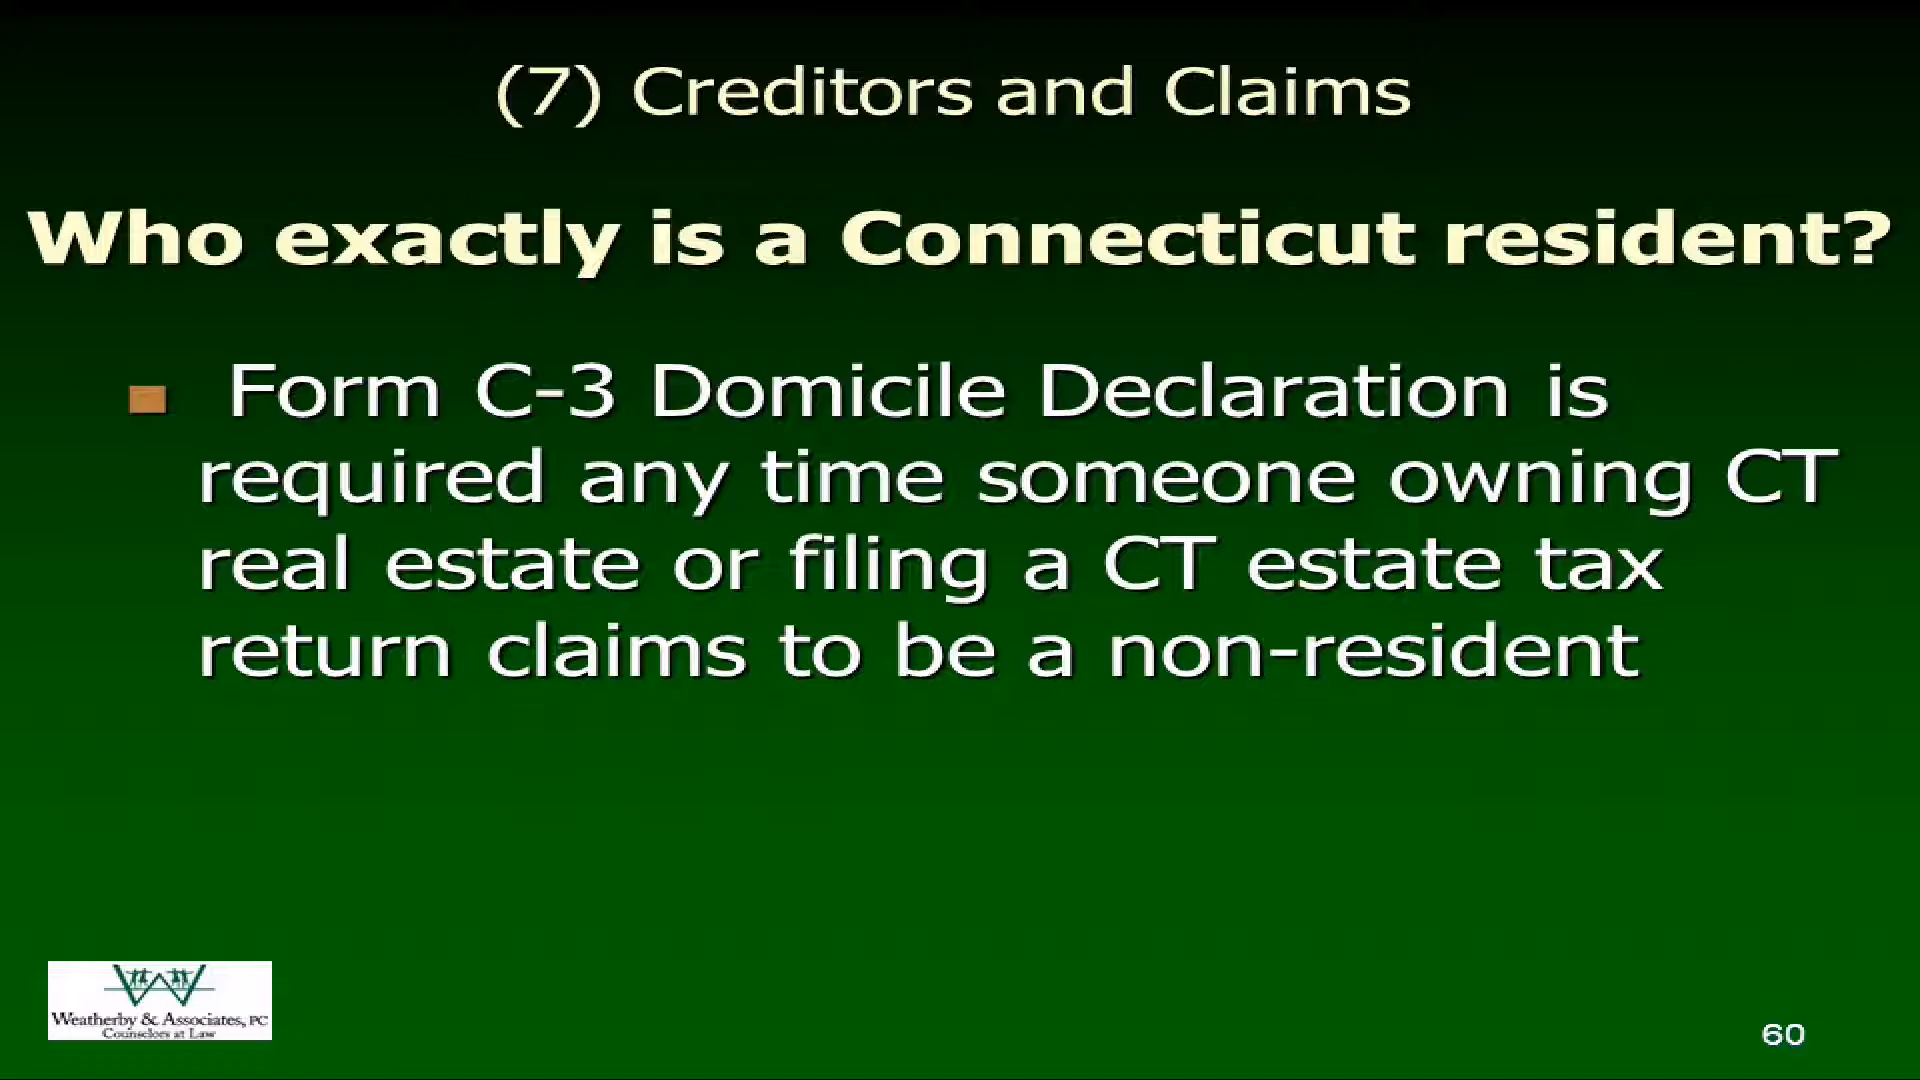 (7) Creditors and Claims
Who exactly is a Connecticut resident?
Form C-3 Domicile Declaration is
required any time someone owning CT
real estate or filing a CT estate tax
return claims to be a non-resident
Weatherby & Associates, PC
Counselors at Law
60